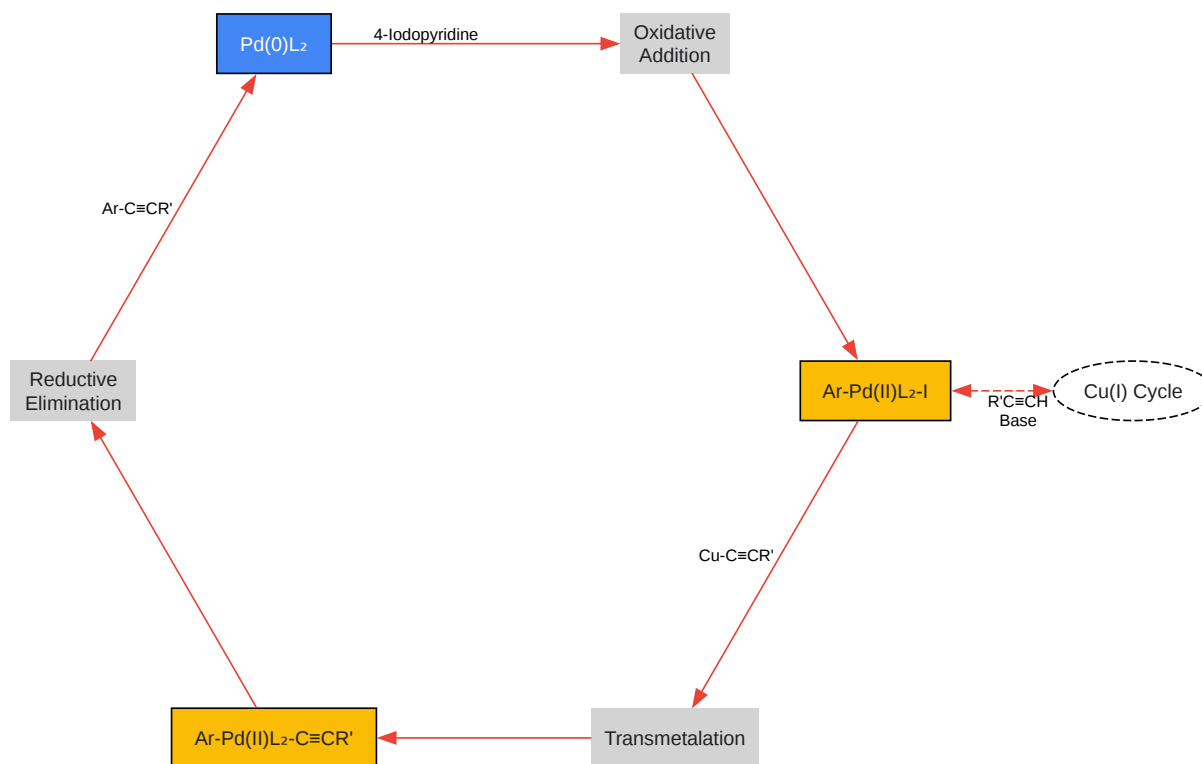 Pd(0)L₂
4-Iodopyridine
Oxidative
Addition
Ar-C≡CR'
Reductive
Elimination
Ar-Pd(II)L₂-I
R'C≡CH
Base
Cu(I) Cycle
Cu-C≡CR'
Ar-Pd(II)L₂-C≡CR'
Transmetalation